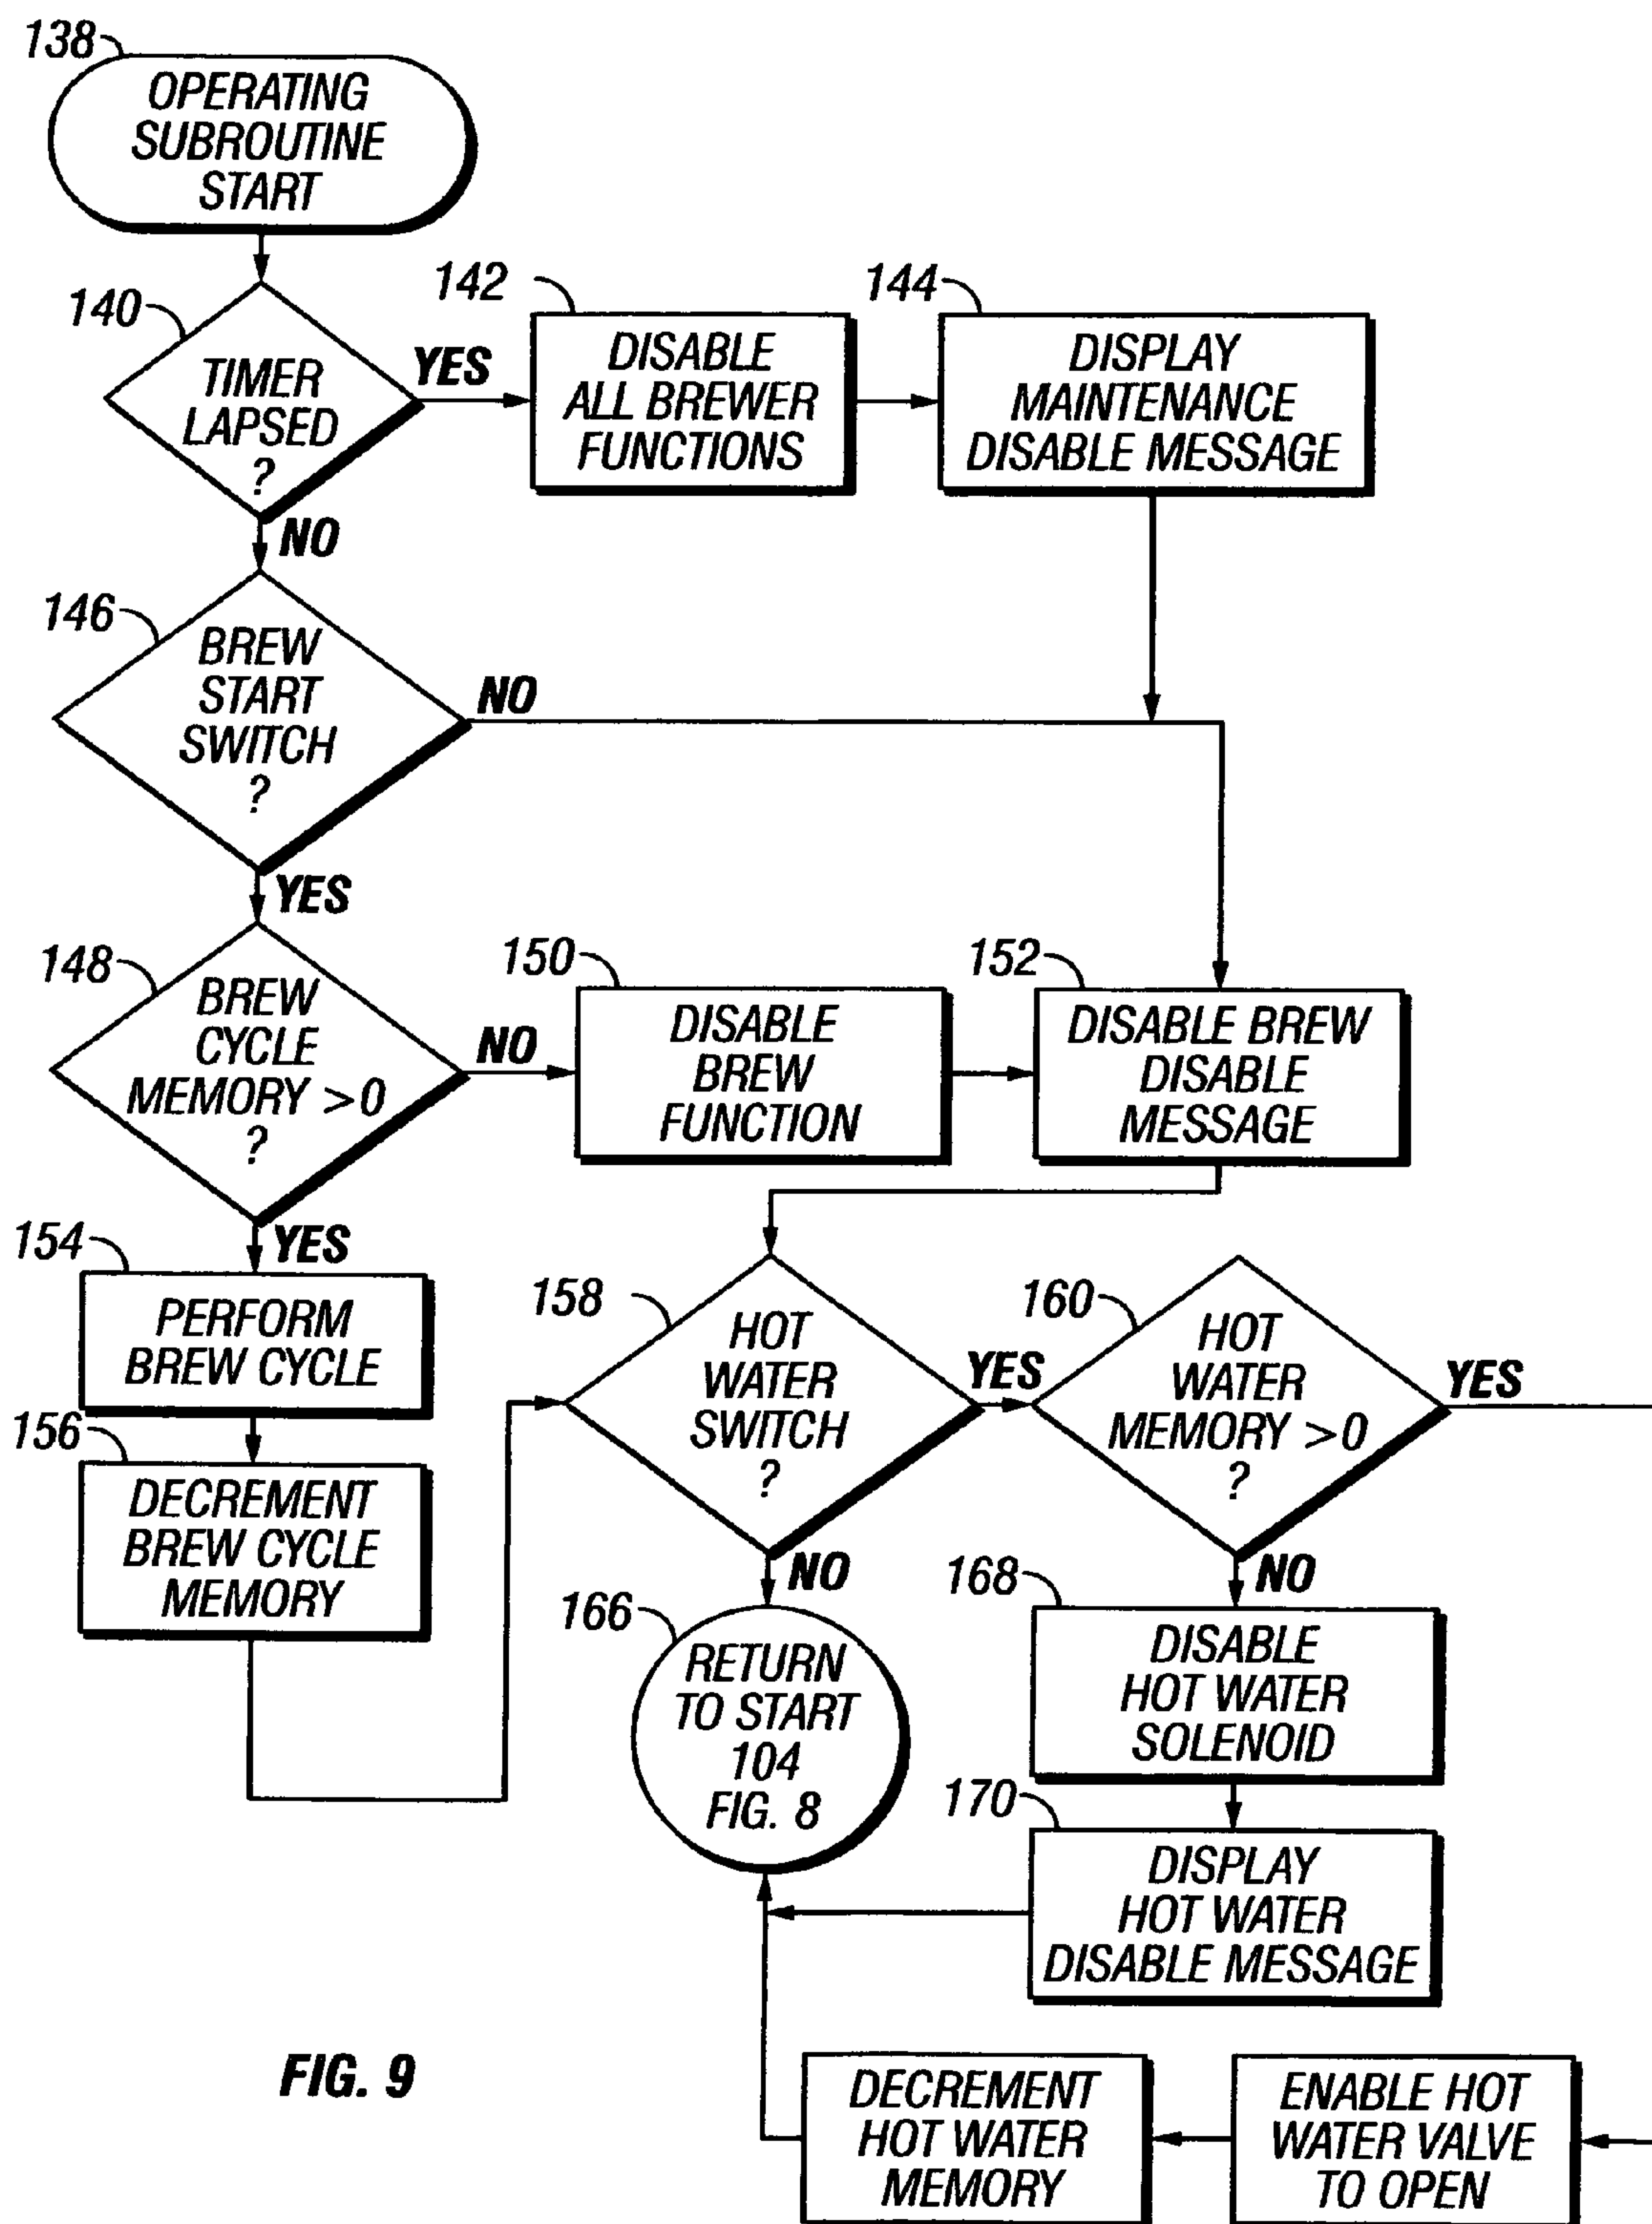 138
OPERATING
SUBROUTINE
START
140
TIMER
LAPSED
?
YES
NO
142
DISABLE
ALL BREWER
FUNCTIONS
144
DISPLAY
MAINTENANCE
DISABLE MESSAGE
146
BREW
START
SWITCH
?
NO
YES
148
BREW
CYCLE
MEMORY >0
?
NO
YES
150
DISABLE
BREW
FUNCTION
152
DISABLE BREW
DISABLE
MESSAGE
154
PERFORM
BREW CYCLE
156
DECREMENT
BREW CYCLE
MEMORY
158
HOT
WATER
SWITCH
?
YES
NO
160
HOT
WATER
MEMORY >0
?
YES
NO
166
RETURN
TO START
104
FIG. 8
168
DISABLE
HOT WATER
SOLENOID
170
DISPLAY
HOT WATER
DISABLE MESSAGE
DECREMENT
HOT WATER
MEMORY
ENABLE HOT
WATER VALVE
TO OPEN
FIG. 9